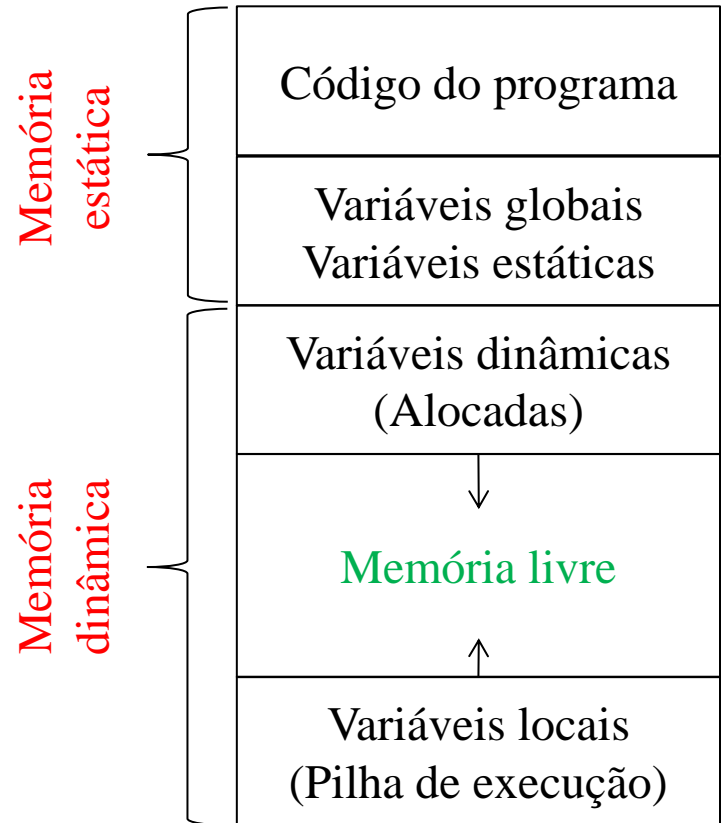 Memória
estática
Código do programa
Variáveis globais
Variáveis estáticas
Memória
dinâmica
Variáveis dinâmicas
(Alocadas)
Memória livre
Variáveis locais
(Pilha de execução)